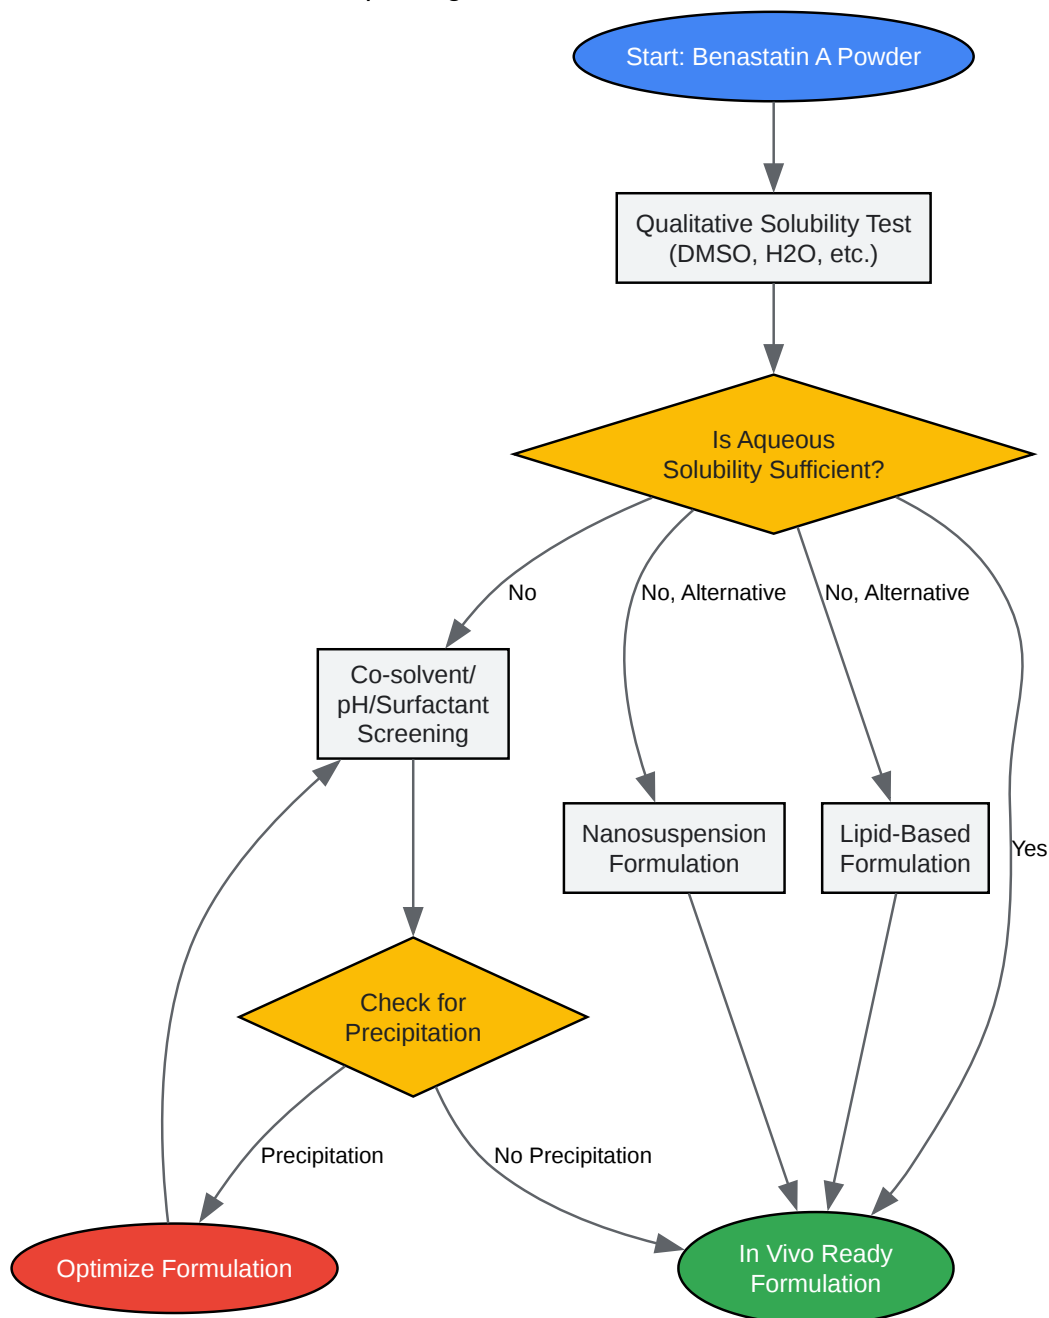 Start: Benastatin A Powder
Qualitative Solubility Test
(DMSO, H2O, etc.)
Is Aqueous
Solubility Sufficient?
No
No, Alternative
No, Alternative
Co-solvent/
pH/Surfactant
Screening
Nanosuspension
Formulation
Lipid-Based
Formulation
Yes
Check for
Precipitation
Precipitation
No Precipitation
Optimize Formulation
In Vivo Ready
Formulation